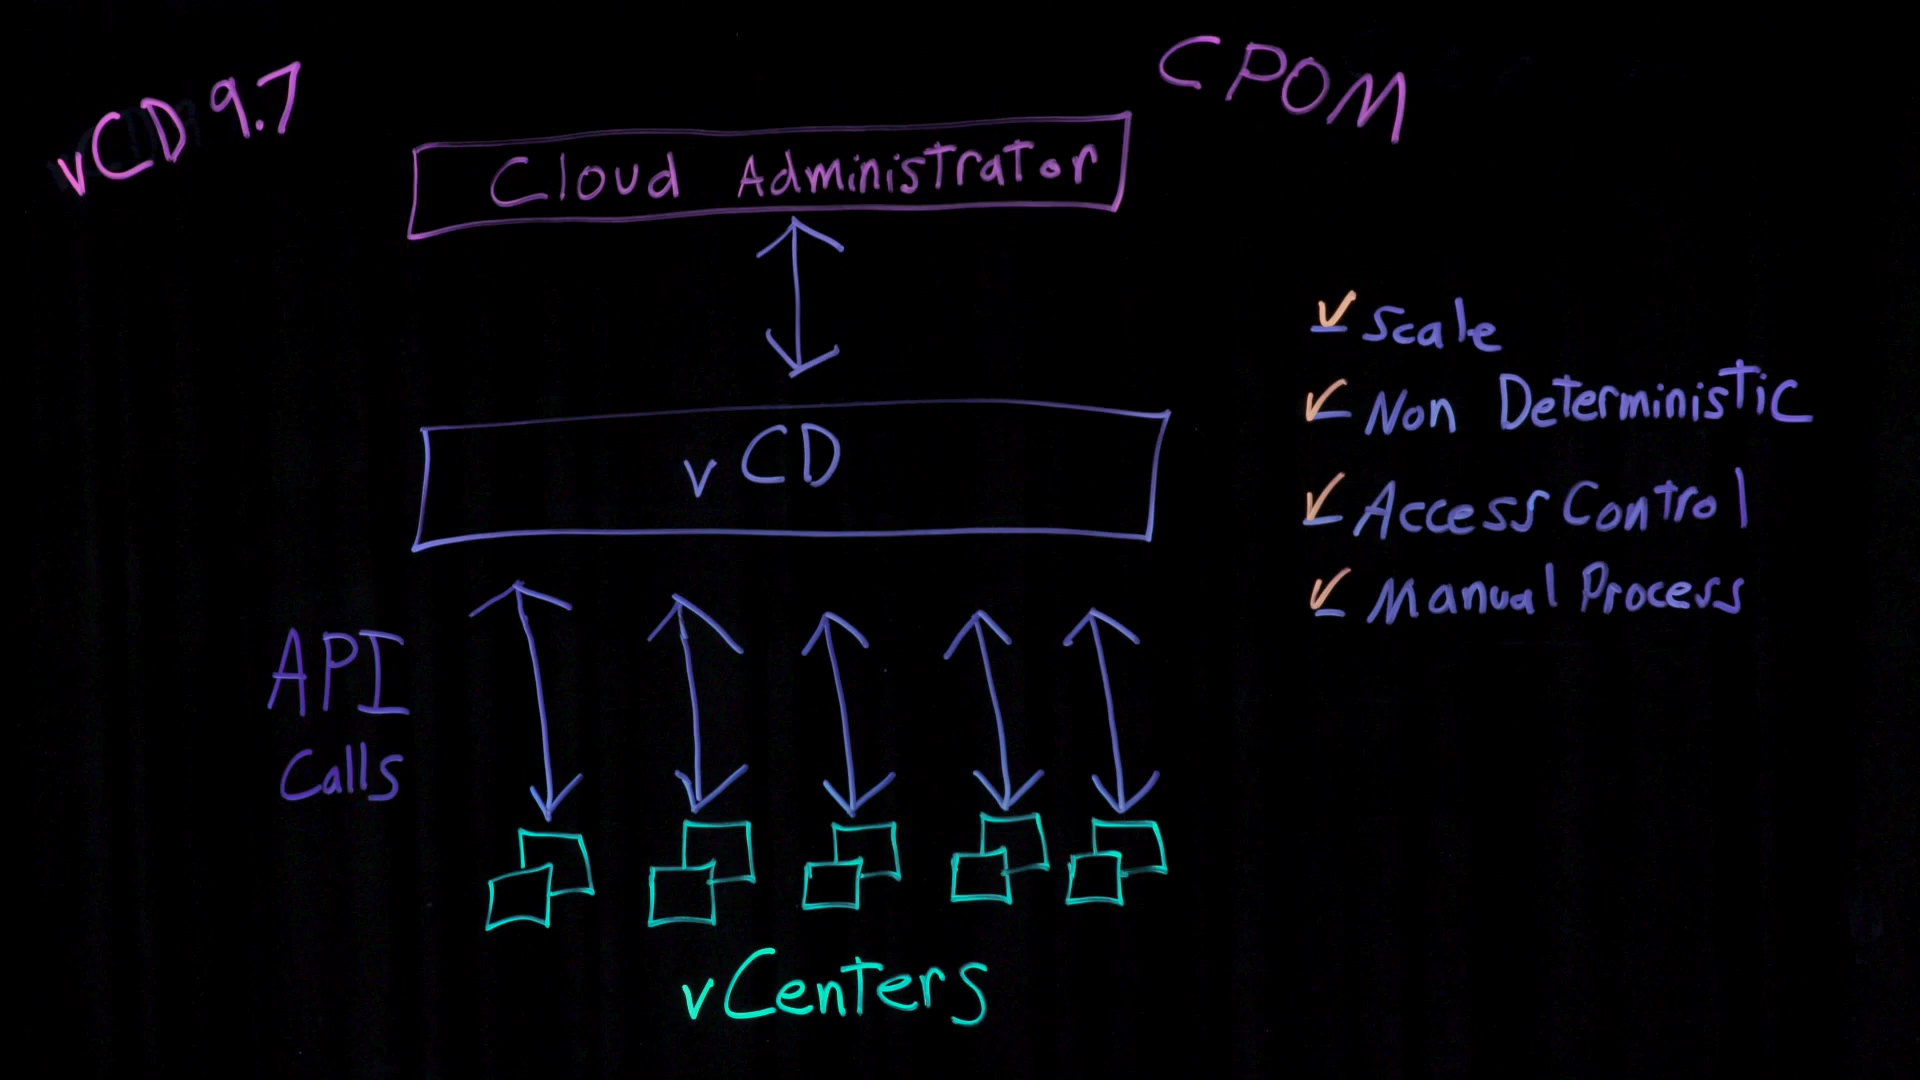 vCD 9.7
CPOM
Cloud Administrator
vCD
Scale
Non Deterministic
Access Control
Manual Process
API
Calls
vCenters